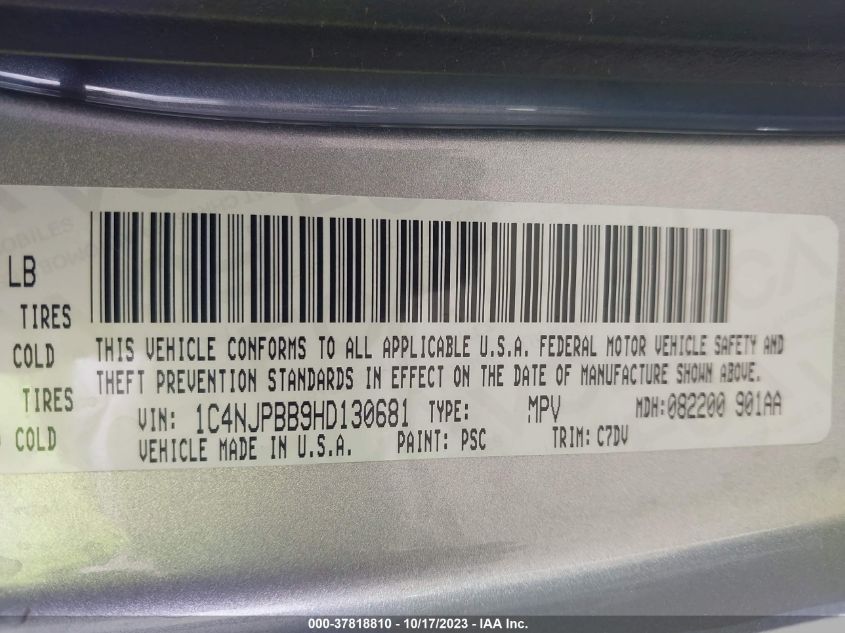 LB
TIRES
COLD
TIRES
COLD
THIS VEHICLE CONFORMS TO ALL APPLICABLE U.S.A. FEDERAL MOTOR VEHICLE SAFETY AND
THEFT PREVENTION STANDARDS IN EFFECT ON THE DATE OF MANUFACTURE SHOWN ABOVE.
VIN: 1C4NJPBB9HD130681 TYPE: MPV MDH:082200 901AA
VEHICLE MADE IN U.S.A. PAINT: PSC TRIM: C7DV
000-37818810 - 10/17/2023 - IAA Inc.